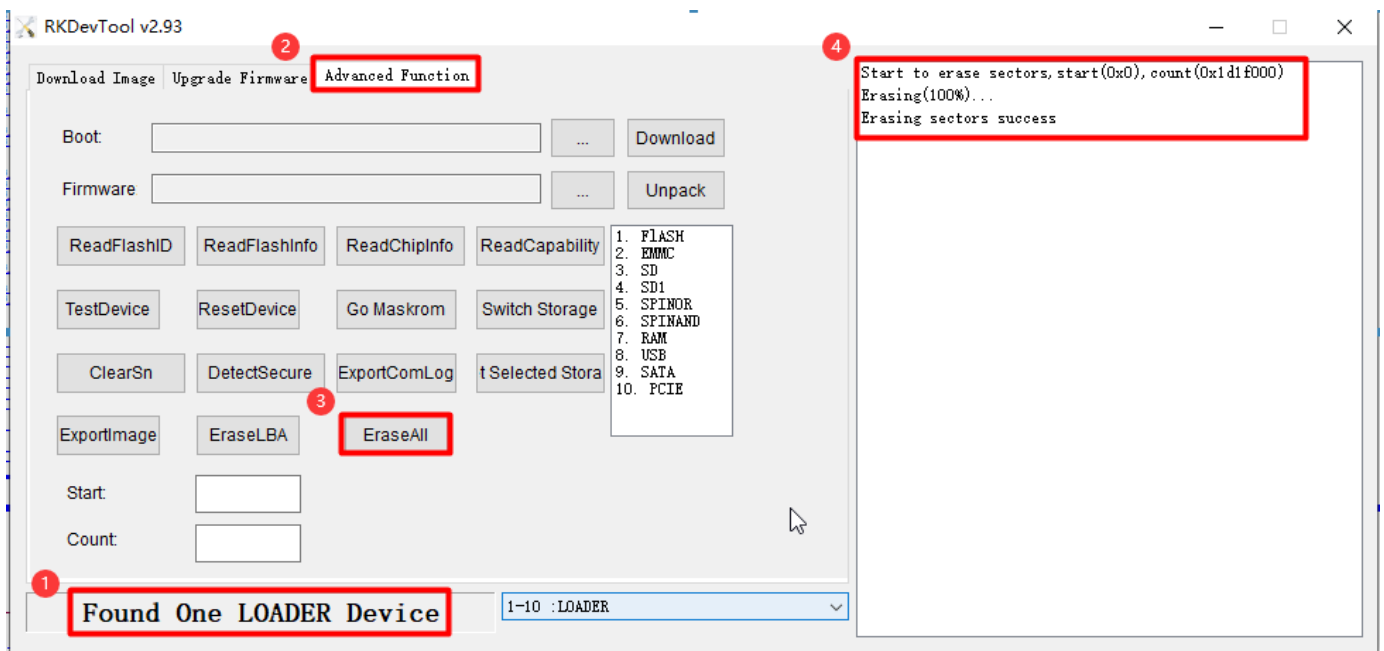 RKDevTool v2.93
2
4
Download Image
Upgrade Firmware
Advanced Function
Start to erase sectors,start(0x0),count(0x1d1f000)
Erasing(100%)...
Erasing sectors success
Boot:
...
Download
Firmware
...
Unpack
ReadFlashID
ReadFlashInfo
ReadChipInfo
ReadCapability
1. FlASH
2. EMMC
3. SD
4. SD1
5. SPINOR
6. SPINAND
7. RAM
8. USB
9. SATA
10. PCIE
TestDevice
ResetDevice
Go Maskrom
Switch Storage
ClearSn
DetectSecure
ExportComLog
t Selected Stora
3
ExportImage
EraseLBA
EraseAll
Start:
Count:
1
Found One LOADER Device
1-10 :LOADER